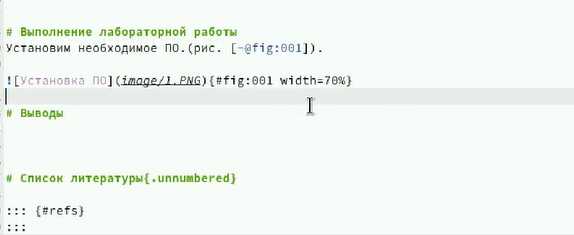 # Выполнение лабораторной работы
Установим необходимое ПО.(рис. [-@fig:001]).
![Установка ПО](image/1.PNG){#fig:001 width=70%}
# Выводы
# Список литературы{.unnumbered}
::: {#refs}
:::